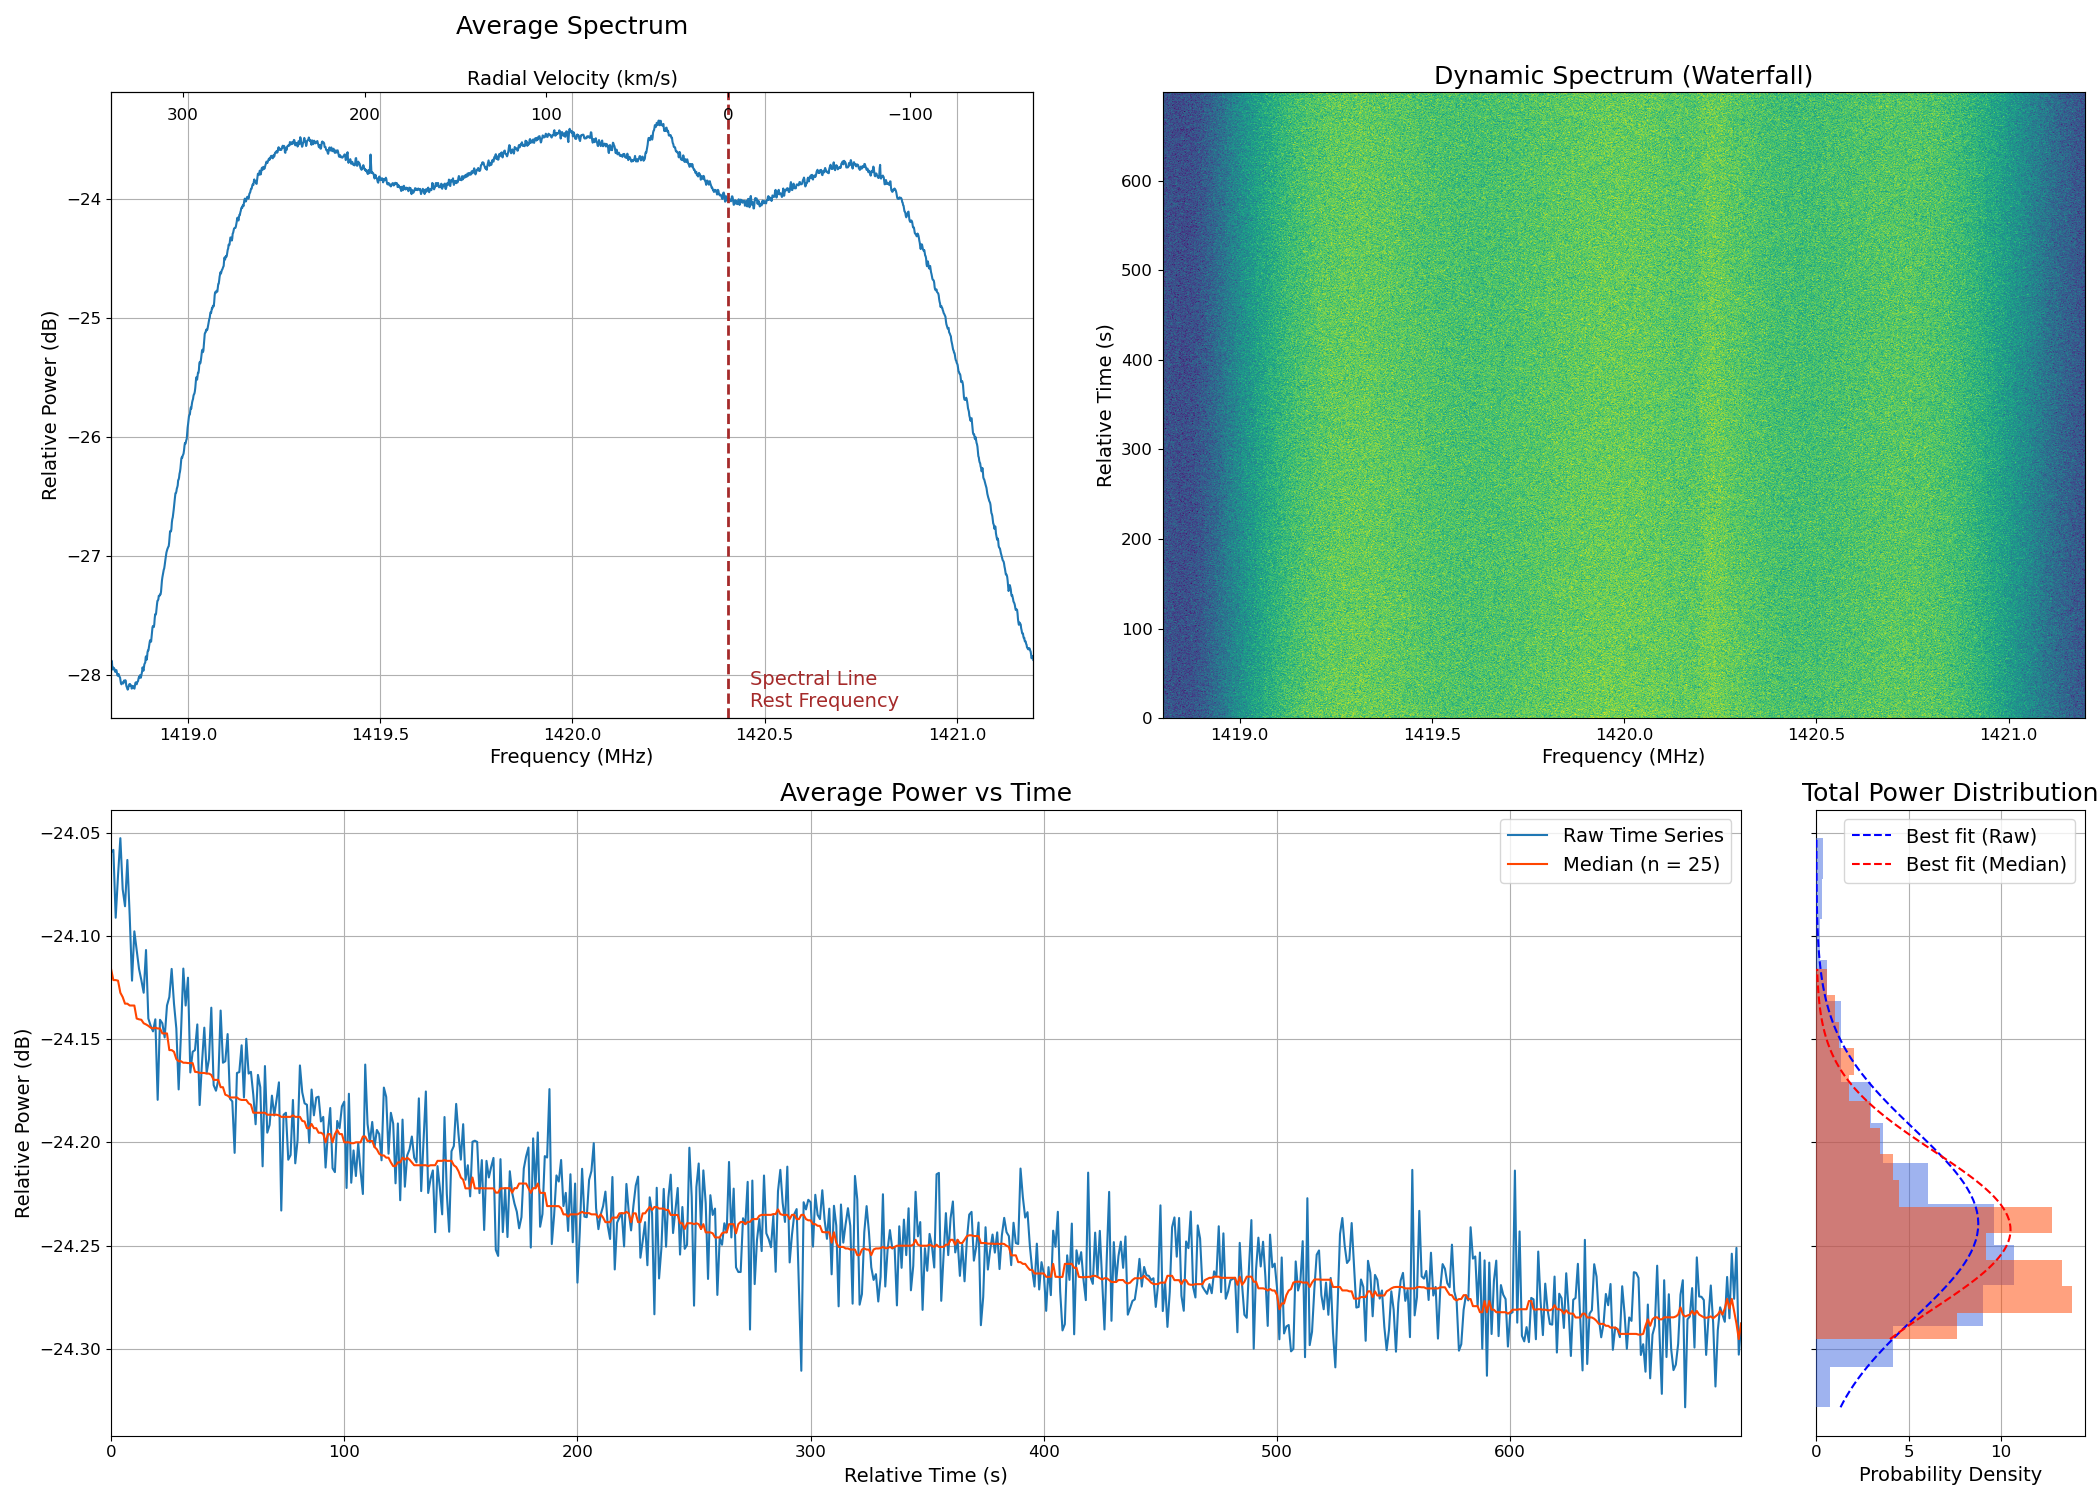 Average Spectrum
Radial Velocity (km/s)
300 200 100 0 −100
−24
−25
−26
−27
−28
Relative Power (dB)
Spectral Line
Rest Frequency
1419.0 1419.5 1420.0 1420.5 1421.0
Frequency (MHz)
Dynamic Spectrum (Waterfall)
600
500
400
300
200
100
0
Relative Time (s)
1419.0 1419.5 1420.0 1420.5 1421.0
Frequency (MHz)
Average Power vs Time
−24.05
−24.10
−24.15
−24.20
−24.25
−24.30
Relative Power (dB)
Raw Time Series
Median (n = 25)
0 100 200 300 400 500 600
Relative Time (s)
Total Power Distribution
Best fit (Raw)
Best fit (Median)
0 5 10
Probability Density